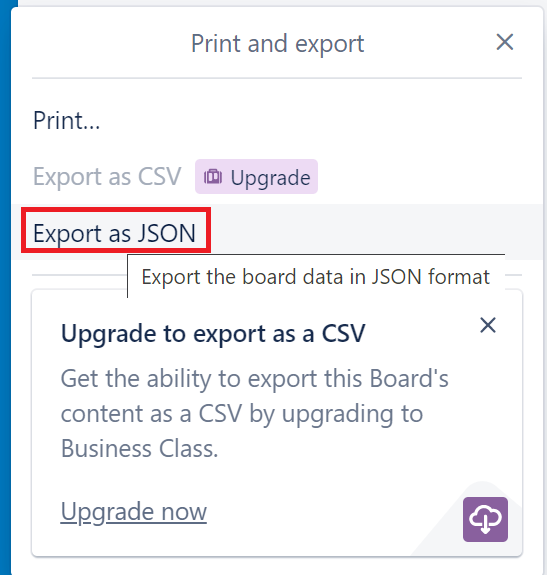 Print and export
Print...
Export as CSV Upgrade
Export as JSON
Export the board data in JSON format
Upgrade to export as a CSV
Get the ability to export this Board's
content as a CSV by upgrading to
Business Class.
Upgrade now